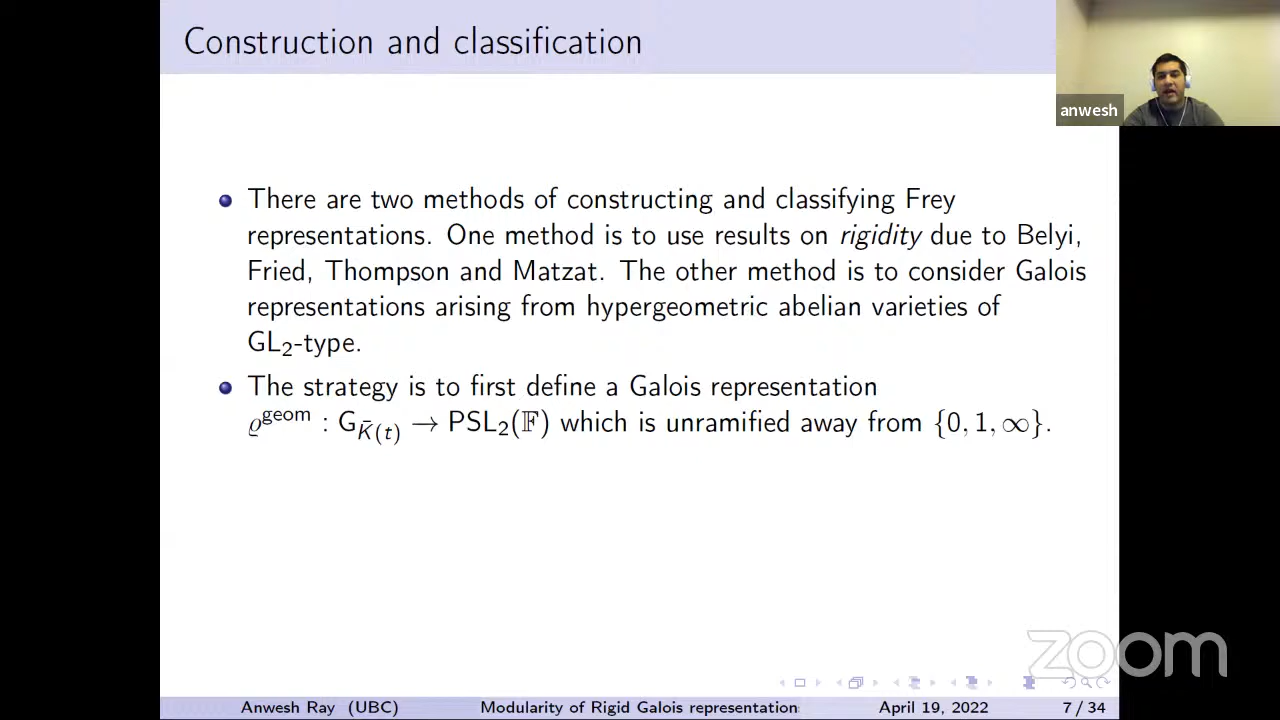 Construction and classification
anwesh
There are two methods of constructing and classifying Frey
representations. One method is to use results on rigidity due to Belyi,
Fried, Thompson and Matzat. The other method is to consider Galois
representations arising from hypergeometric abelian varieties of
GL₂-type.
The strategy is to first define a Galois representation
ϱ^geom : G_K̄(t) → PSL₂(𝔽) which is unramified away from {0, 1, ∞}.
zoom
Anwesh Ray (UBC) Modularity of Rigid Galois representation April 19, 2022 7 / 34